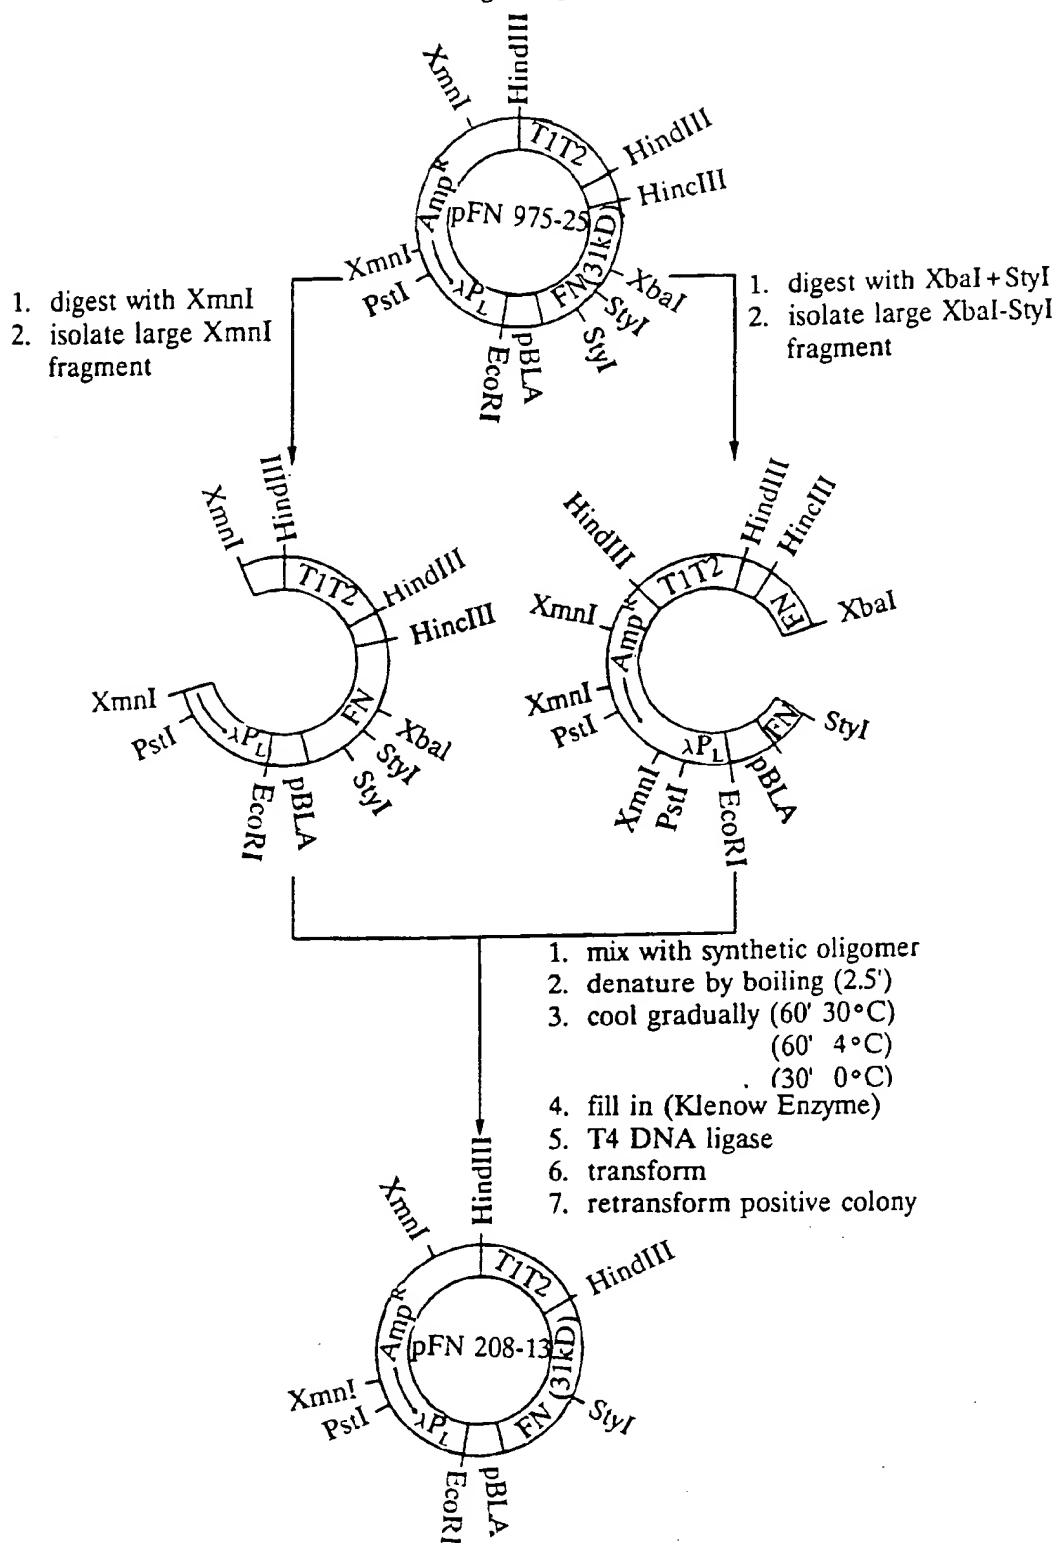 HindIII
XmnI
T1T2
HindIII
HincIII
Amp R
pFN 975-25
(31kD)
FN
XmnI
PstI
λPL
XbaI
StyI
StyI
pBLA
EcoRI
1. digest with XmnI
2. isolate large XmnI
fragment
1. digest with XbaI+StyI
2. isolate large XbaI-StyI
fragment
HindIII
XmnI
T1T2
HindIII
HincIII
FN
XmnI
PstI
λPL
XbaI
StyI
StyI
pBLA
EcoRI
HindIII
HincIII
HindIII
T1T2
FN
XbaI
XmnI
Amp R
XmnI
PstI
λPL
FN
StyI
XmnI
PstI
EcoRI
pBLA
1. mix with synthetic oligomer
2. denature by boiling (2.5')
3. cool gradually (60' 30°C)
(60' 4°C)
(30' 0°C)
4. fill in (Klenow Enzyme)
5. T4 DNA ligase
6. transform
7. retransform positive colony
HindIII
XmnI
T1T2
HindIII
Amp R
pFN 208-13
(31kD)
FN
XmnI
PstI
λPL
StyI
EcoRI
pBLA